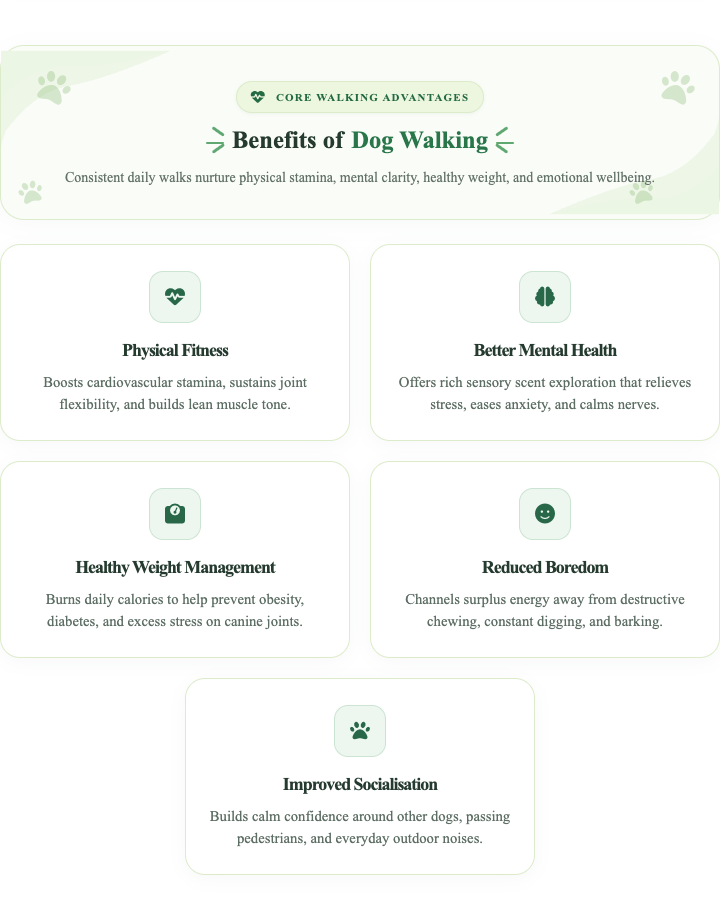 CORE WALKING ADVANTAGES
Benefits of Dog Walking
Consistent daily walks nurture physical stamina, mental clarity, healthy weight, and emotional wellbeing.
Physical Fitness
Boosts cardiovascular stamina, sustains joint
flexibility, and builds lean muscle tone.
Better Mental Health
Offers rich sensory scent exploration that relieves
stress, eases anxiety, and calms nerves.
Healthy Weight Management
Burns daily calories to help prevent obesity,
diabetes, and excess stress on canine joints.
Reduced Boredom
Channels surplus energy away from destructive
chewing, constant digging, and barking.
Improved Socialisation
Builds calm confidence around other dogs, passing
pedestrians, and everyday outdoor noises.